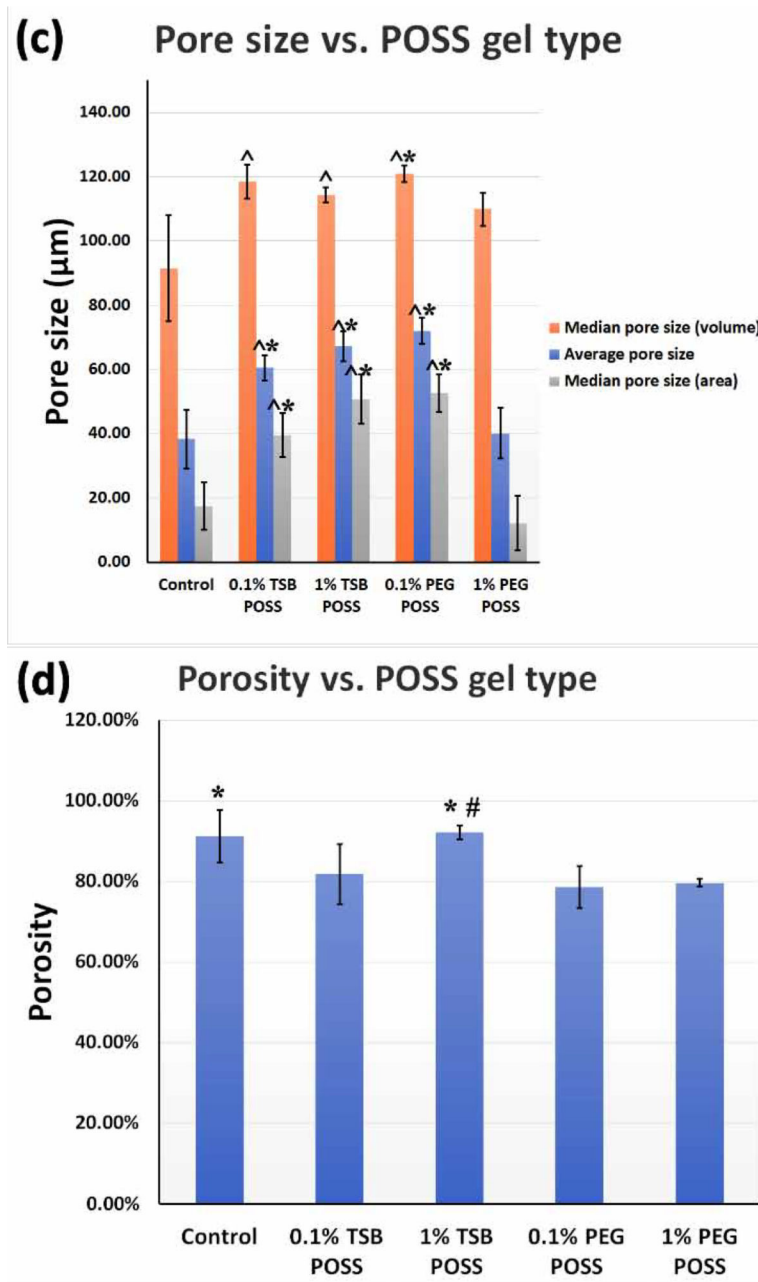 (c) Pore size vs. POSS gel type
140.00
120.00
100.00
80.00
60.00
40.00
20.00
0.00
Pore size (μm)
^
^
^*
^*
^*
^*
^*
^*
^*
Median pore size (volume)
Average pore size
Median pore size (area)
Control
0.1% TSB
POSS
1% TSB
POSS
0.1% PEG
POSS
1% PEG
POSS
(d) Porosity vs. POSS gel type
120.00%
100.00%
80.00%
60.00%
40.00%
20.00%
0.00%
Porosity
*
* #
Control
0.1% TSB
POSS
1% TSB
POSS
0.1% PEG
POSS
1% PEG
POSS